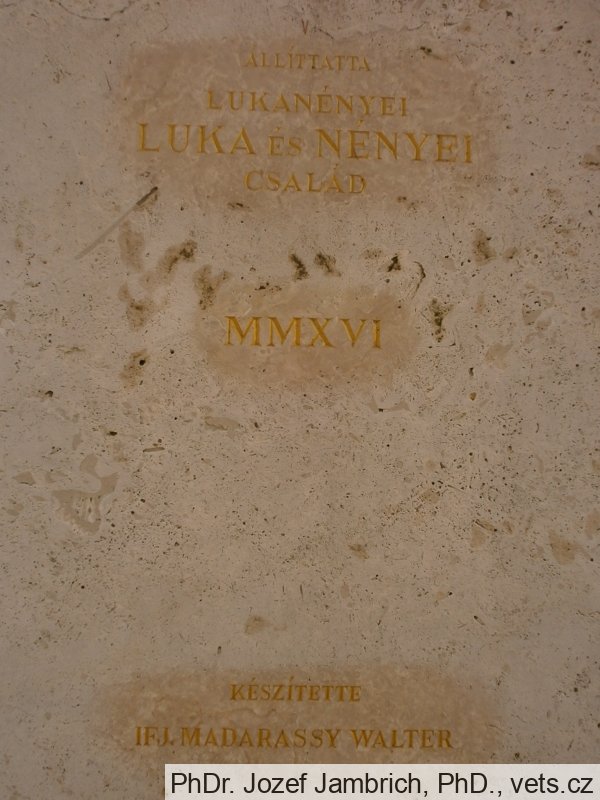 V
ÁLLÍTTATTA
LUKANÉNYEI
LUKA ÉS NÉNYEI
CSALÁD
MMXVI
KÉSZÍTETTE
IFJ. MADARASSY WALTER
PhDr. Jozef Jambrich, PhD., vets.cz